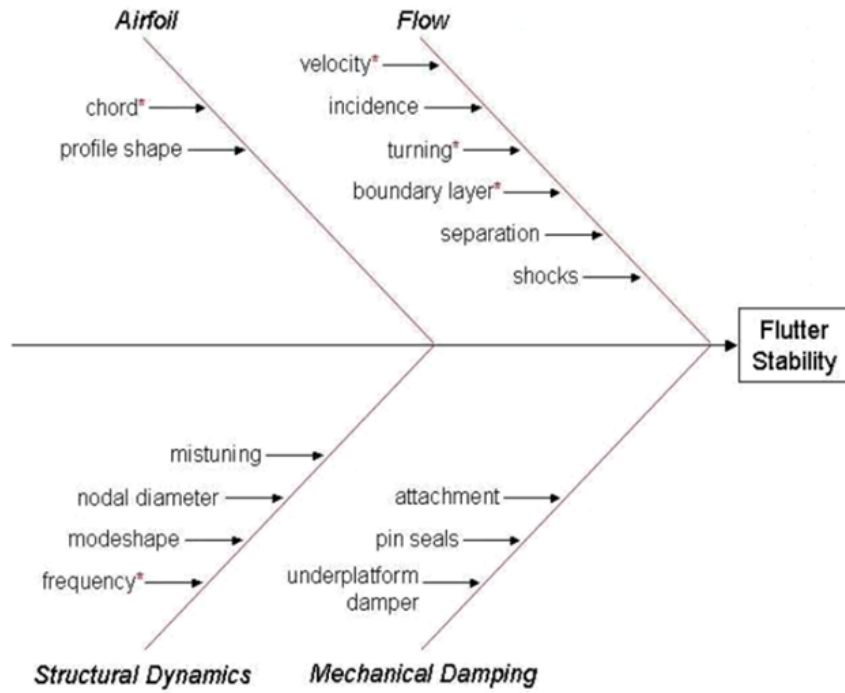 Airfoil
chord*
profile shape
Flow
velocity*
incidence
turning*
boundary layer*
separation
shocks
Flutter
Stability
mistuning
nodal diameter
modeshape
frequency*
Structural Dynamics
attachment
pin seals
underplatform
damper
Mechanical Damping